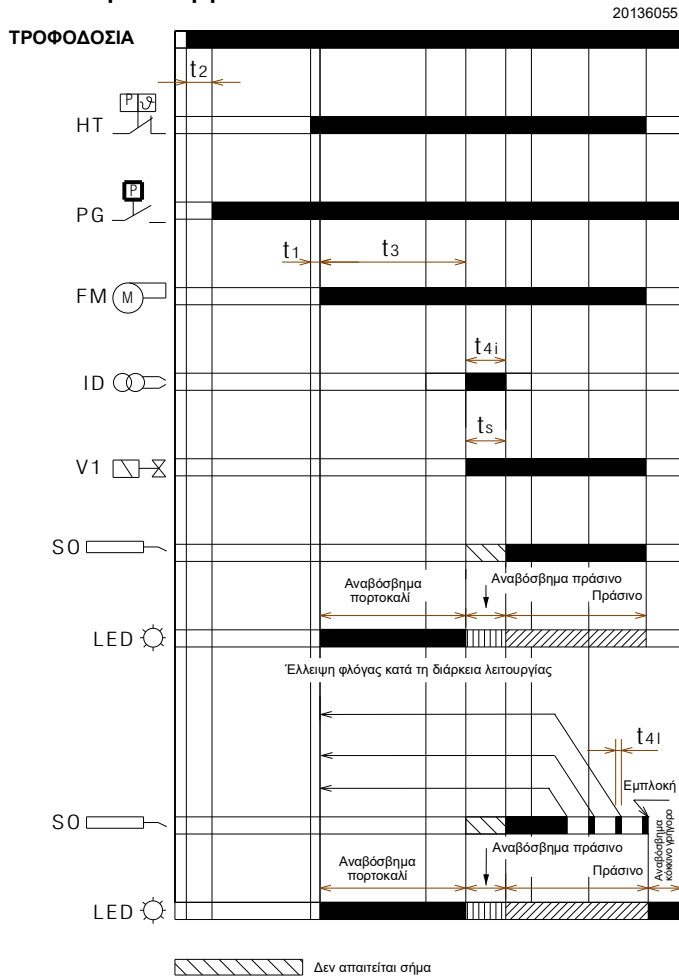 20136055
ΤΡΟΦΟΔΟΣΙΑ
t2
P ϑ
HT
P
PG
t1 t3
FM M
t4i
ID
ts
V1
SO
Αναβόσβημα πορτοκαλί
Αναβόσβημα πράσινο
Πράσινο
LED
Έλλειψη φλόγας κατά τη διάρκεια λειτουργίας
t4l
Εμπλοκή
SO
Αναβόσβημα κόκκινο γρήγορο
Αναβόσβημα πορτοκαλί
Αναβόσβημα πράσινο
Πράσινο
LED
Δεν απαιτείται σήμα